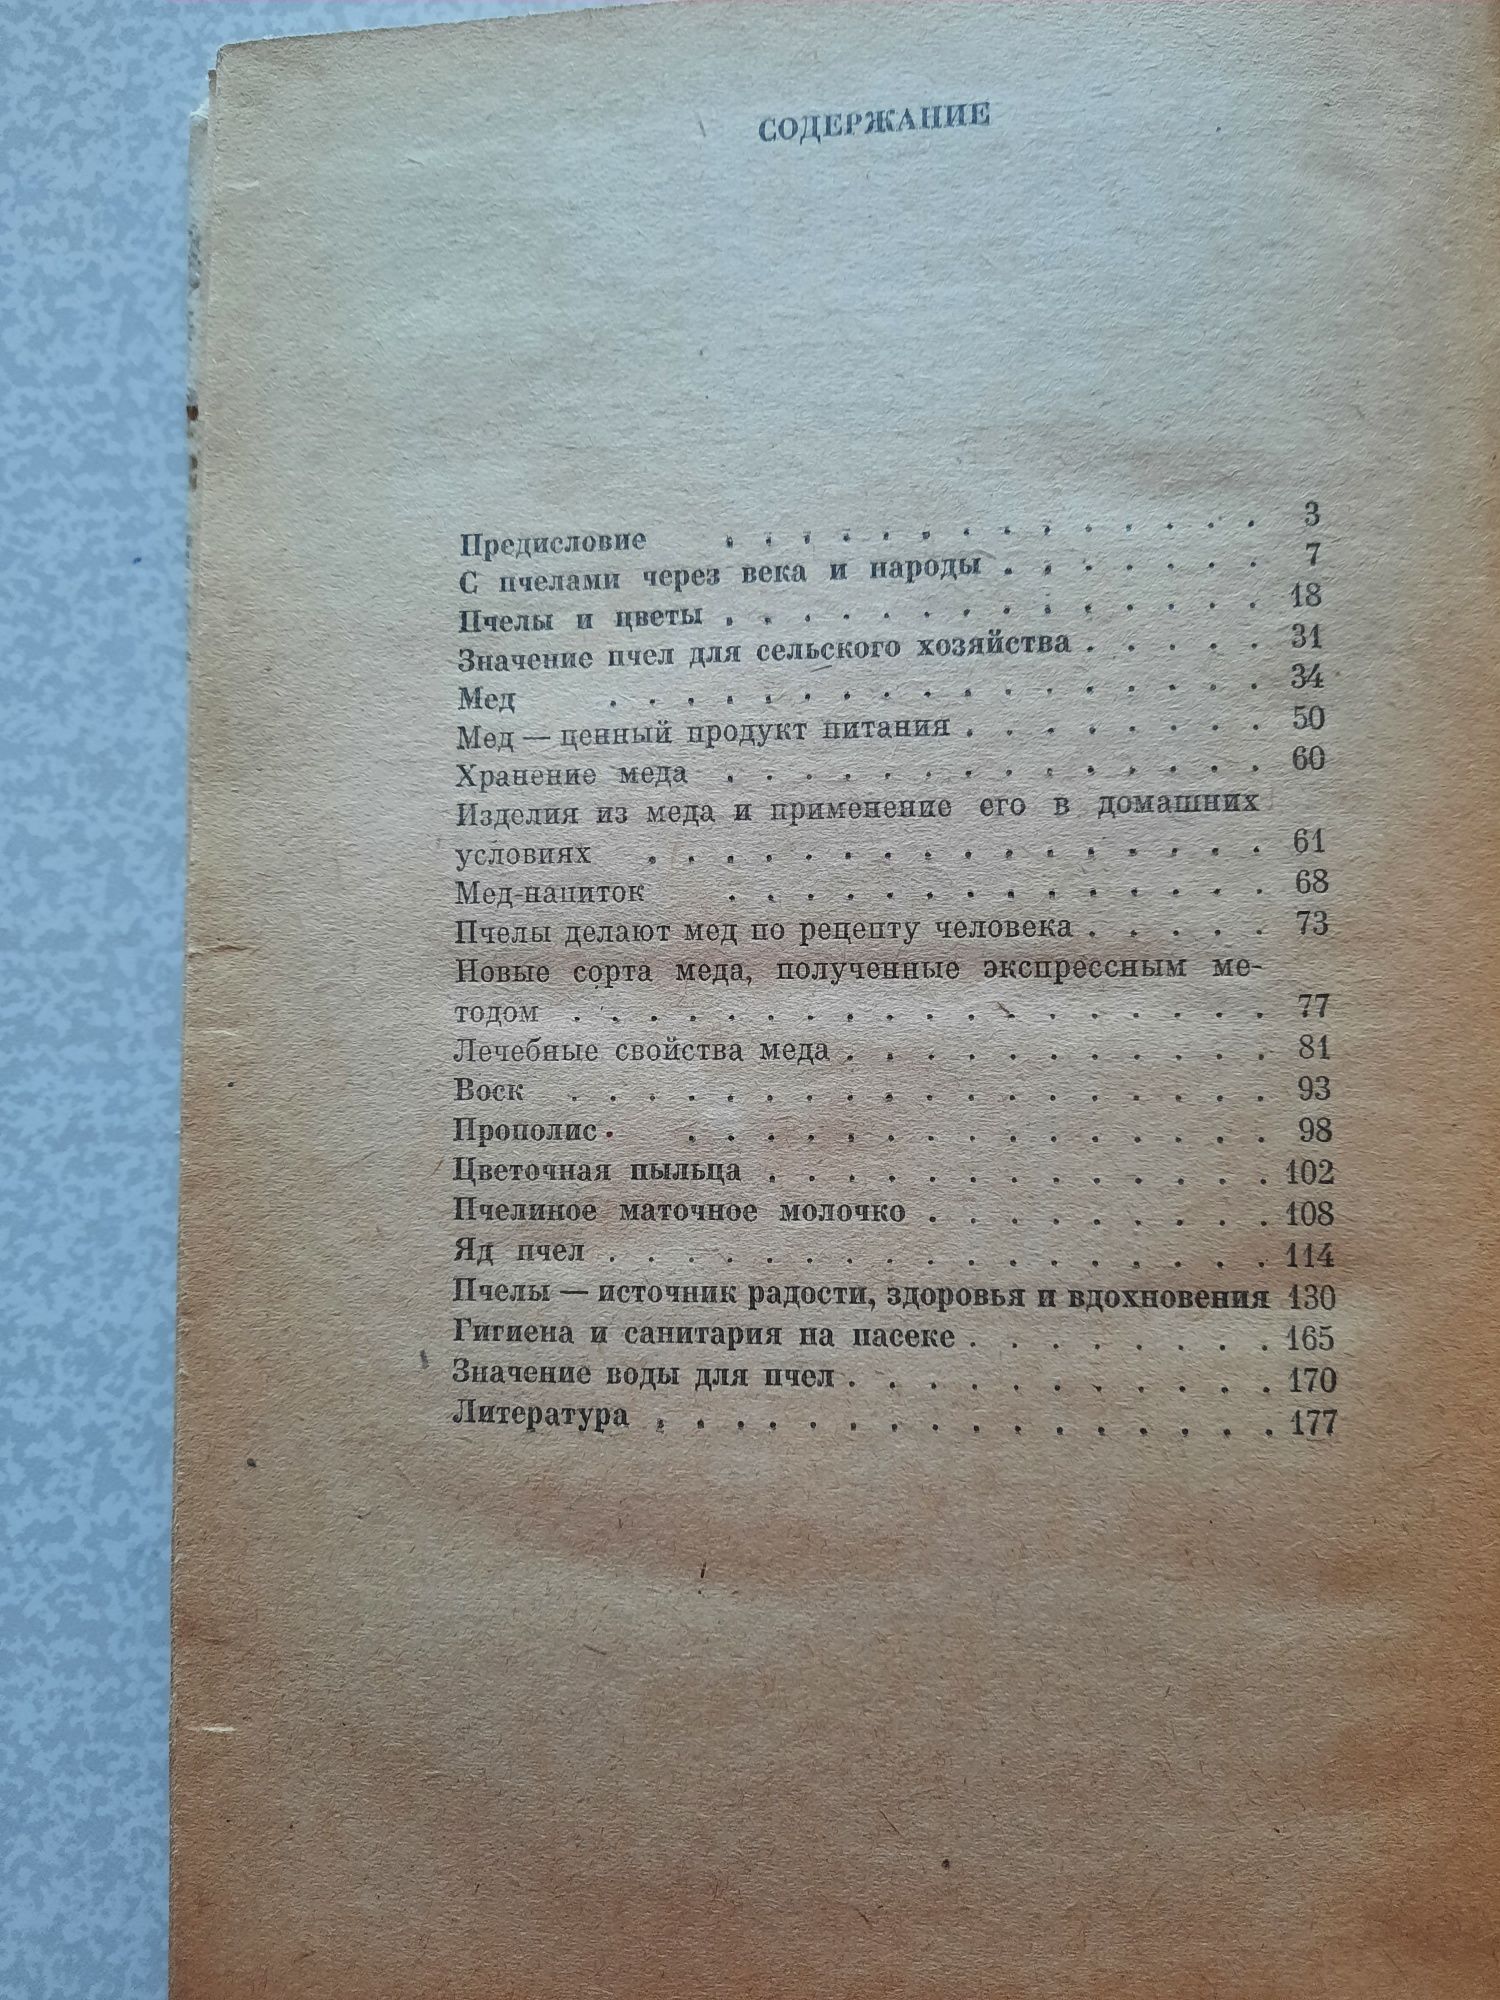 СОДЕРЖАНИЕ
Предисловие . . . . . . . . . . . . . . 3
С пчелами через века и народы . . . . . . . 7
Пчелы и цветы . . . . . . . . . . . . . . 18
Значение пчел для сельского хозяйства . . . . . 31
Мед . . . . . . . . . . . . . . . . . 34
Мед — ценный продукт питания . . . . . . . . 50
Хранение меда . . . . . . . . . . . . . . 60
Изделия из меда и применение его в домашних
условиях . . . . . . . . . . . . . . . . 61
Мед-напиток . . . . . . . . . . . . . . 68
Пчелы делают мед по рецепту человека . . . . . 73
Новые сорта меда, полученные экспрессным ме-
тодом . . . . . . . . . . . . . . . . . . 77
Лечебные свойства меда . . . . . . . . . . . 81
Воск . . . . . . . . . . . . . . . . . . 93
Прополис . . . . . . . . . . . . . . . 98
Цветочная пыльца . . . . . . . . . . . . . 102
Пчелиное маточное молочко . . . . . . . . . 108
Яд пчел . . . . . . . . . . . . . . . . . 114
Пчелы — источник радости, здоровья и вдохновения 130
Гигиена и санитария на пасеке . . . . . . . . 165
Значение воды для пчел . . . . . . . . . . . 170
Литература . . . . . . . . . . . . . . . . 177